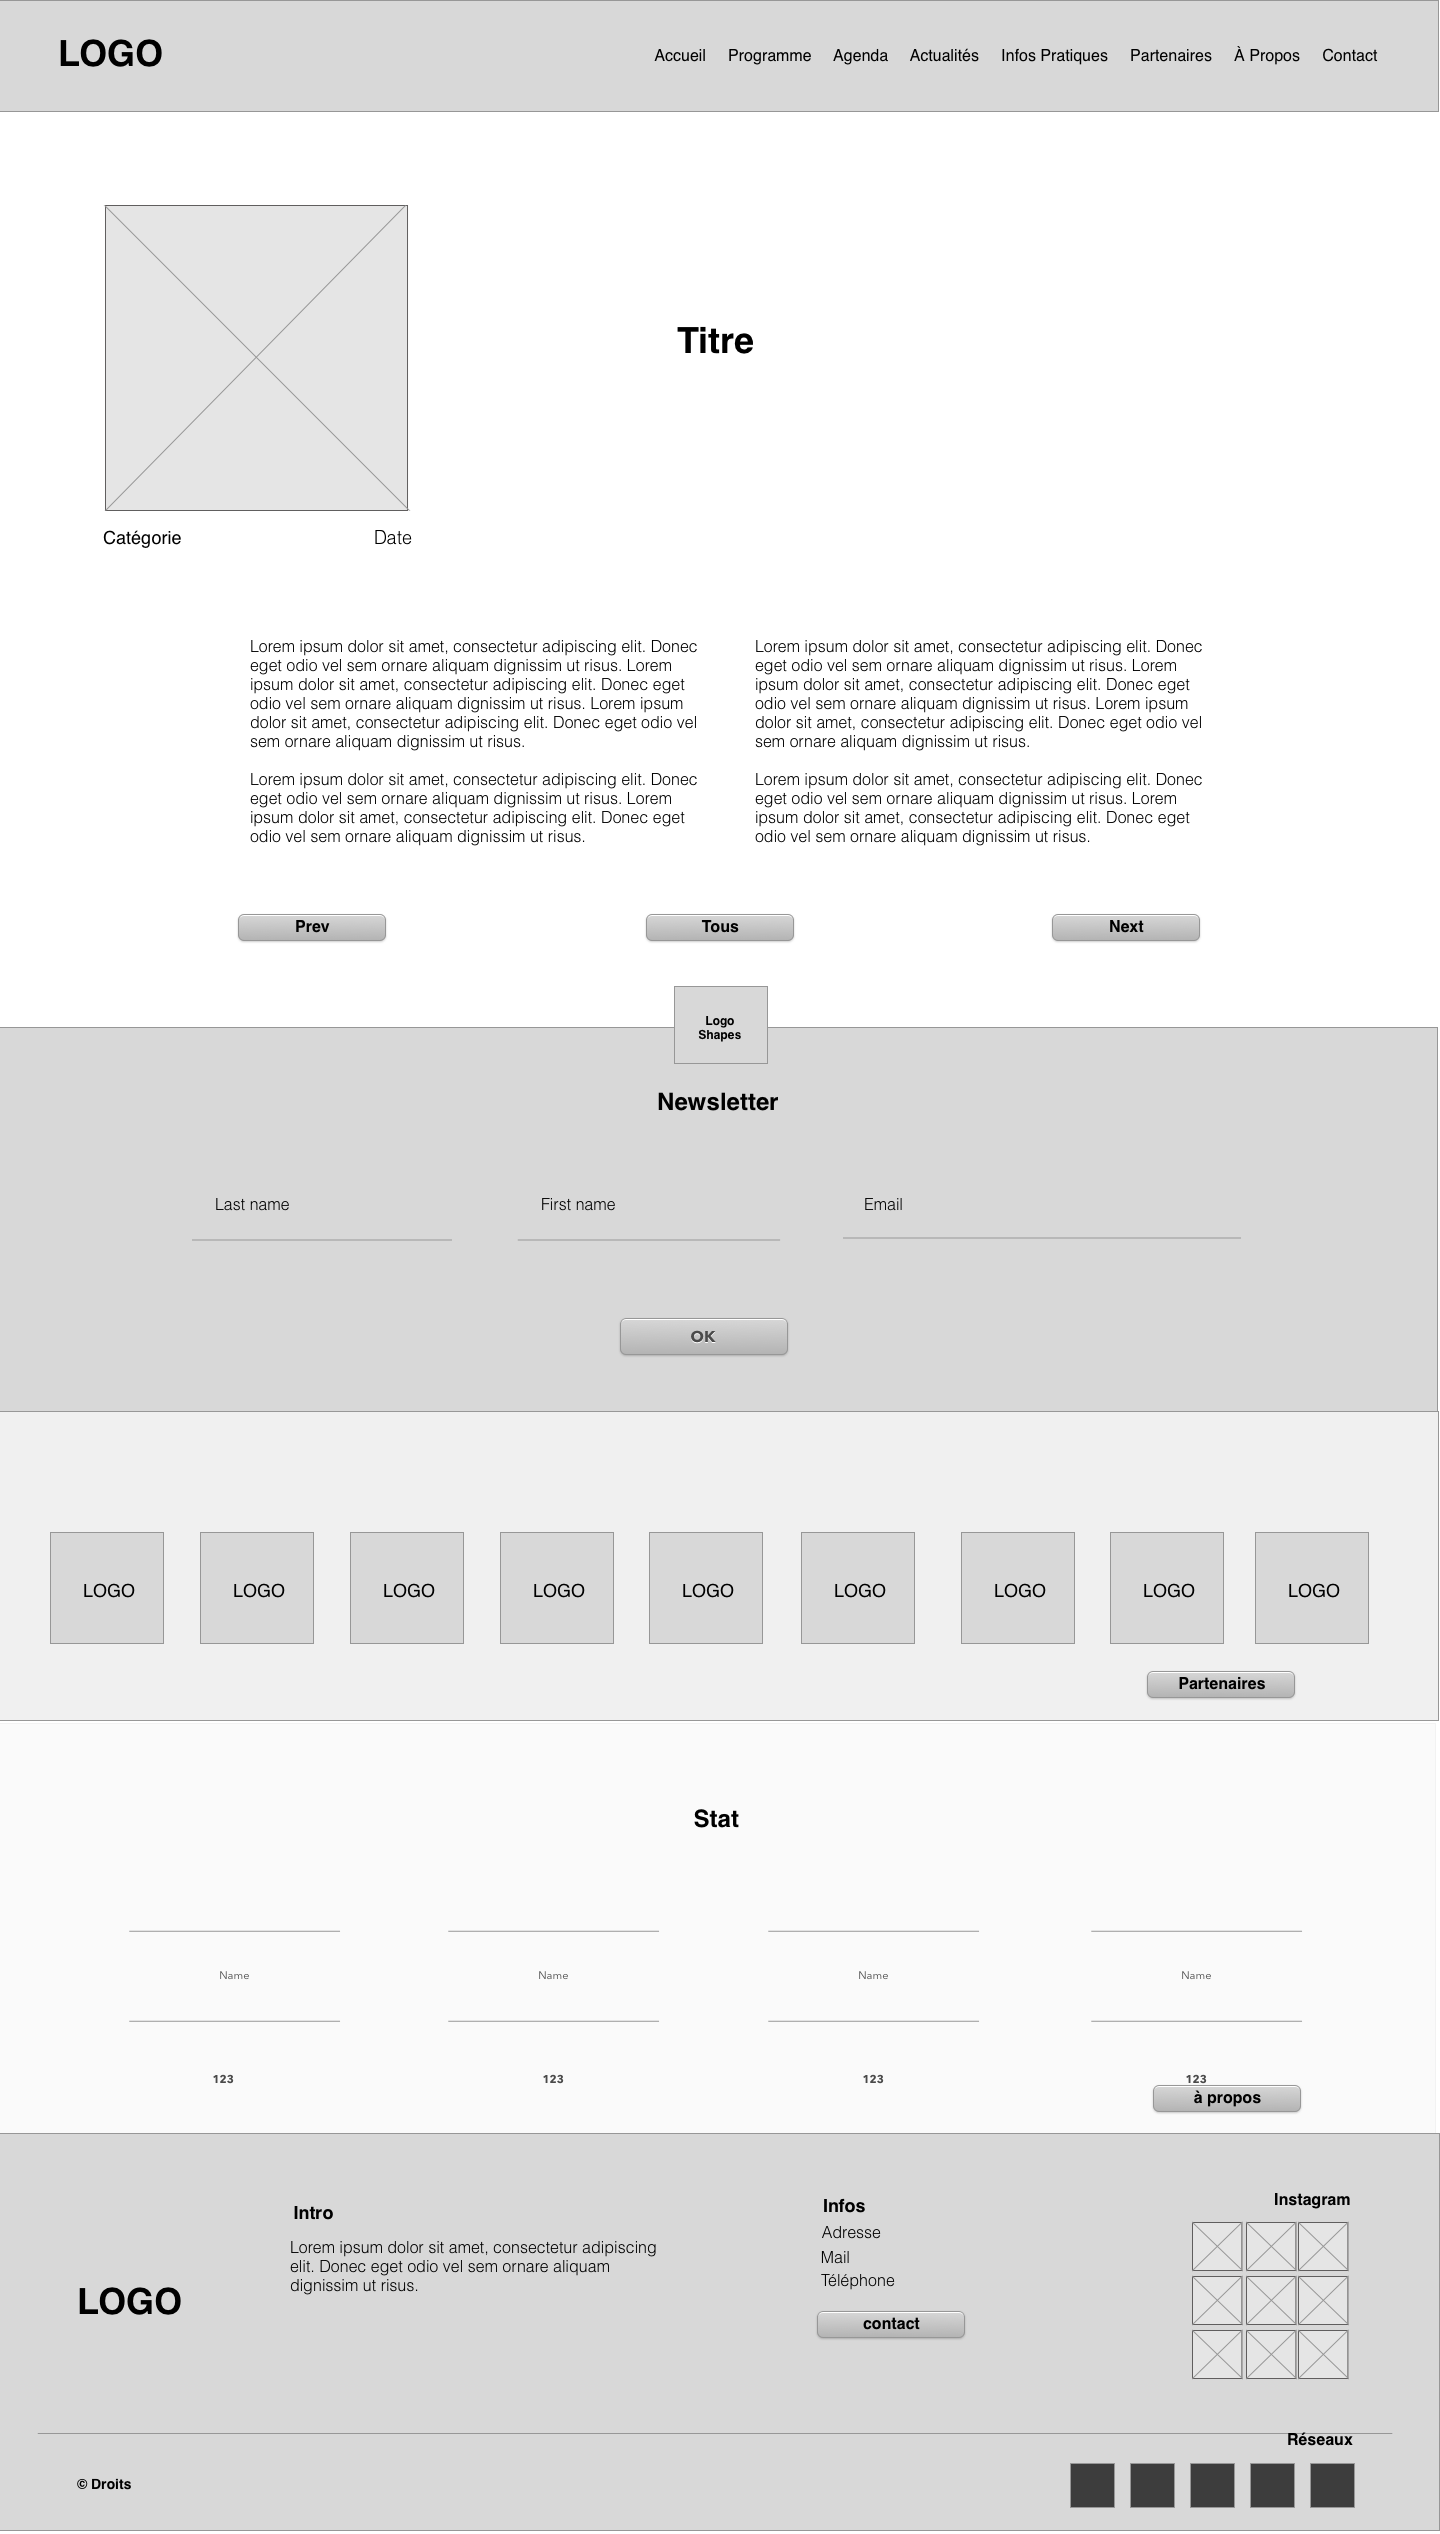 LOGO
Accueil Programme Agenda Actualités Infos Pratiques Partenaires À Propos Contact
Titre
Catégorie Date
Lorem ipsum dolor sit amet, consectetur adipiscing elit. Donec
eget odio vel sem ornare aliquam dignissim ut risus. Lorem
ipsum dolor sit amet, consectetur adipiscing elit. Donec eget
odio vel sem ornare aliquam dignissim ut risus. Lorem ipsum
dolor sit amet, consectetur adipiscing elit. Donec eget odio vel
sem ornare aliquam dignissim ut risus.
Lorem ipsum dolor sit amet, consectetur adipiscing elit. Donec
eget odio vel sem ornare aliquam dignissim ut risus. Lorem
ipsum dolor sit amet, consectetur adipiscing elit. Donec eget
odio vel sem ornare aliquam dignissim ut risus.
Lorem ipsum dolor sit amet, consectetur adipiscing elit. Donec
eget odio vel sem ornare aliquam dignissim ut risus. Lorem
ipsum dolor sit amet, consectetur adipiscing elit. Donec eget
odio vel sem ornare aliquam dignissim ut risus. Lorem ipsum
dolor sit amet, consectetur adipiscing elit. Donec eget odio vel
sem ornare aliquam dignissim ut risus.
Lorem ipsum dolor sit amet, consectetur adipiscing elit. Donec
eget odio vel sem ornare aliquam dignissim ut risus. Lorem
ipsum dolor sit amet, consectetur adipiscing elit. Donec eget
odio vel sem ornare aliquam dignissim ut risus.
Prev Tous Next
Logo
Shapes
Newsletter
Last name First name Email
OK
LOGO LOGO LOGO LOGO LOGO LOGO LOGO LOGO LOGO
Partenaires
Stat
Name Name Name Name
123 123 123 123
à propos
LOGO
Intro
Lorem ipsum dolor sit amet, consectetur adipiscing
elit. Donec eget odio vel sem ornare aliquam
dignissim ut risus.
Infos
Adresse
Mail
Téléphone
contact
Instagram
Réseaux
© Droits